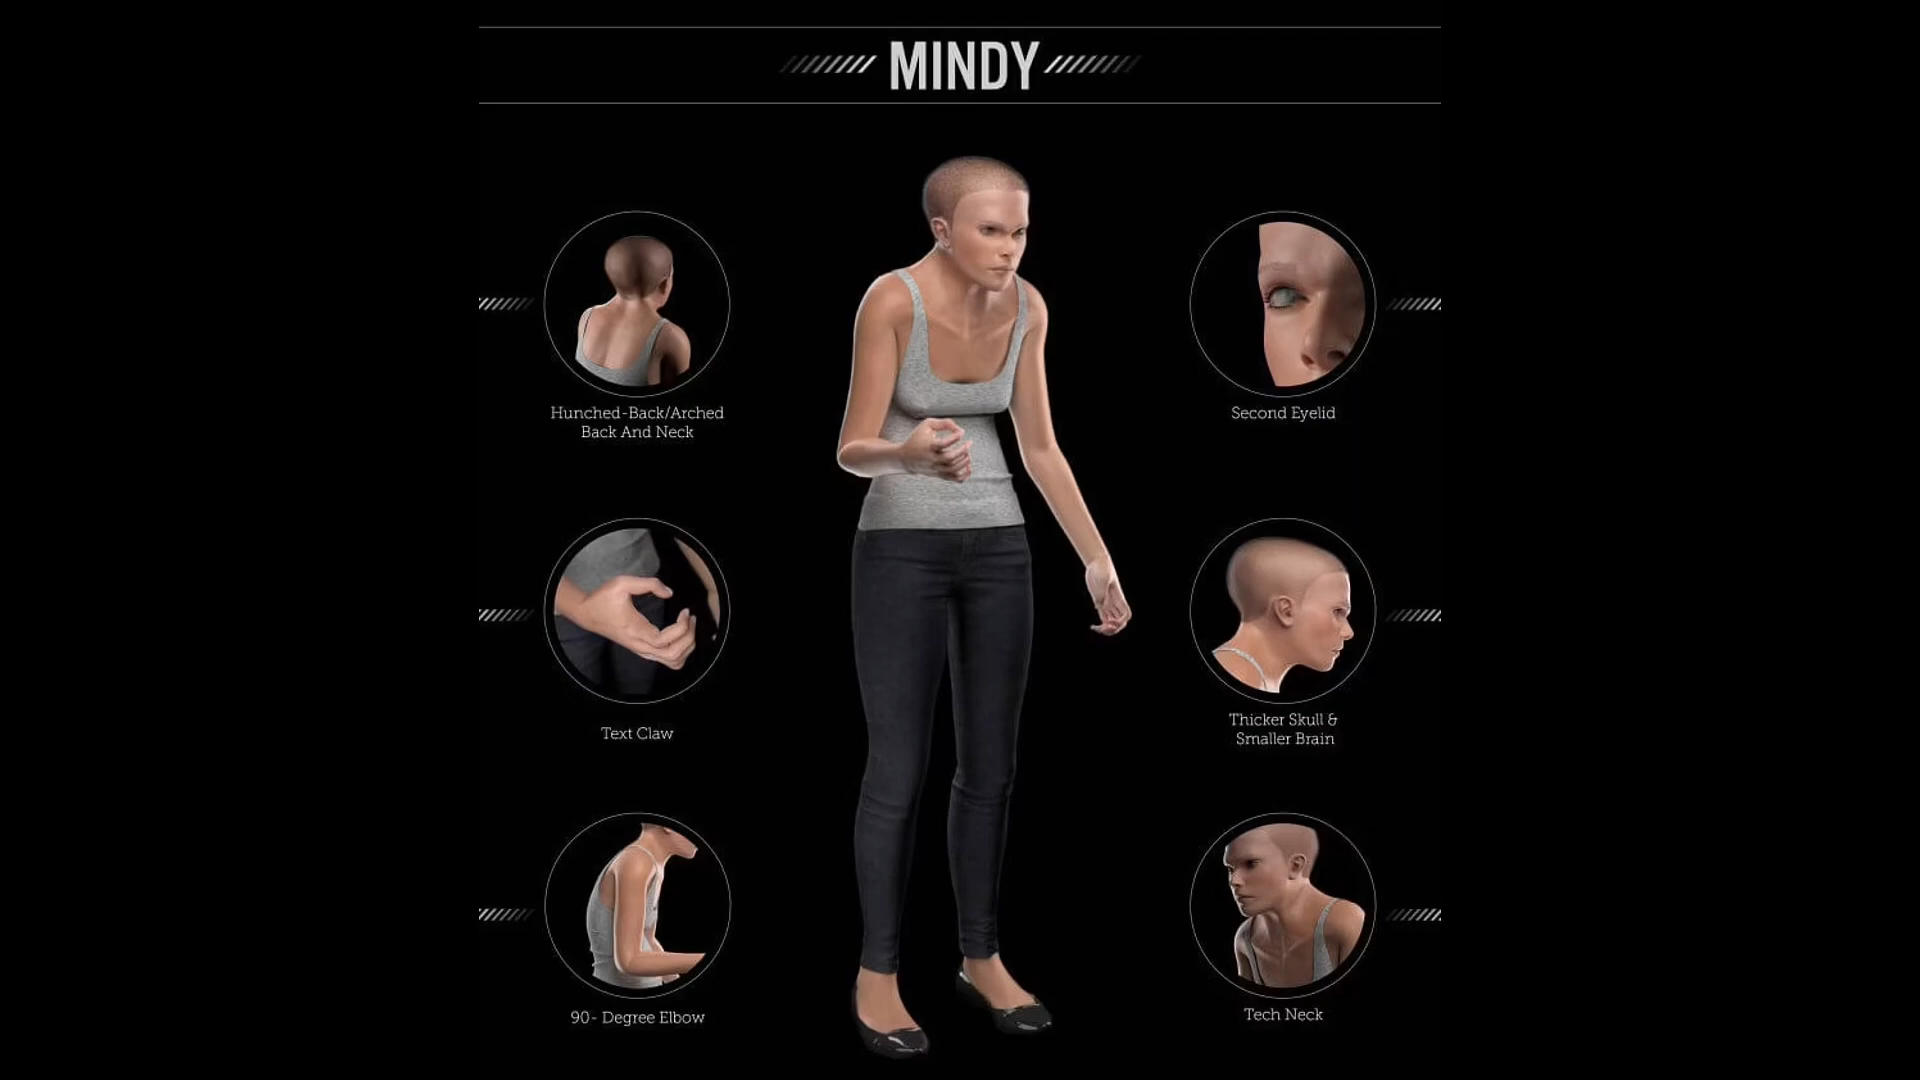 MINDY
Hunched-Back/Arched
Back And Neck
Second Eyelid
Text Claw
Thicker Skull &
Smaller Brain
90- Degree Elbow
Tech Neck